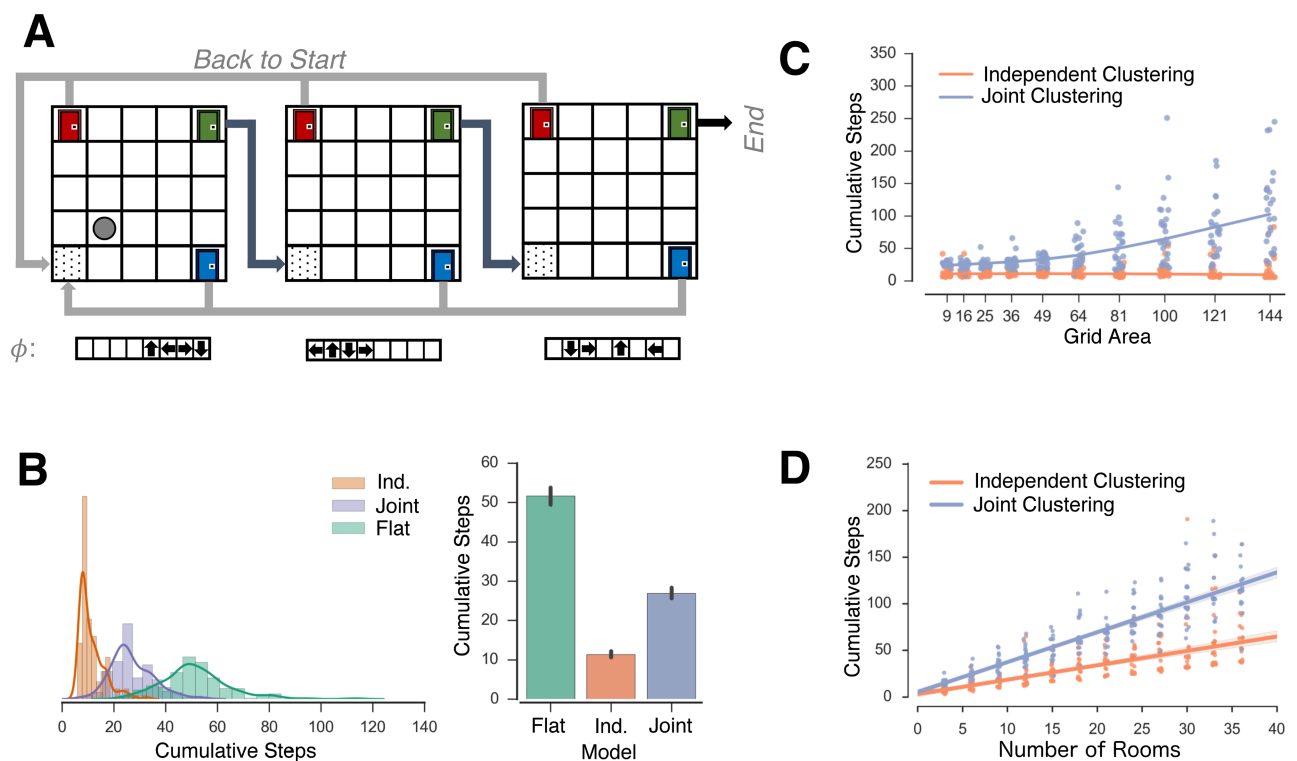 A
Back to Start
End
ϕ:
B
Ind.
Joint
Flat
0 20 40 60 80 100 120 140
Cumulative Steps
60
50
40
30
20
10
0
Cumulative Steps
Flat Ind. Joint
Model
C
Independent Clustering
Joint Clustering
350
300
250
200
150
100
50
0
Cumulative Steps
9 16 25 36 49 64 81 100 121 144
Grid Area
D
Independent Clustering
Joint Clustering
250
200
150
100
50
0
Cumulative Steps
0 5 10 15 20 25 30 35 40
Number of Rooms